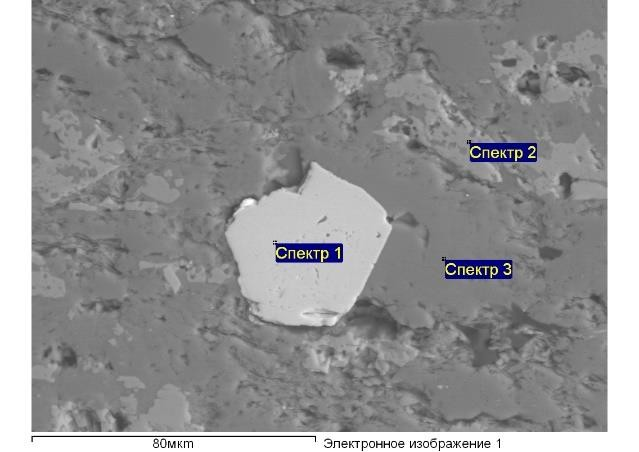 Спектр 2
Спектр 1
Спектр 3
80мкm
Электронное изображение 1